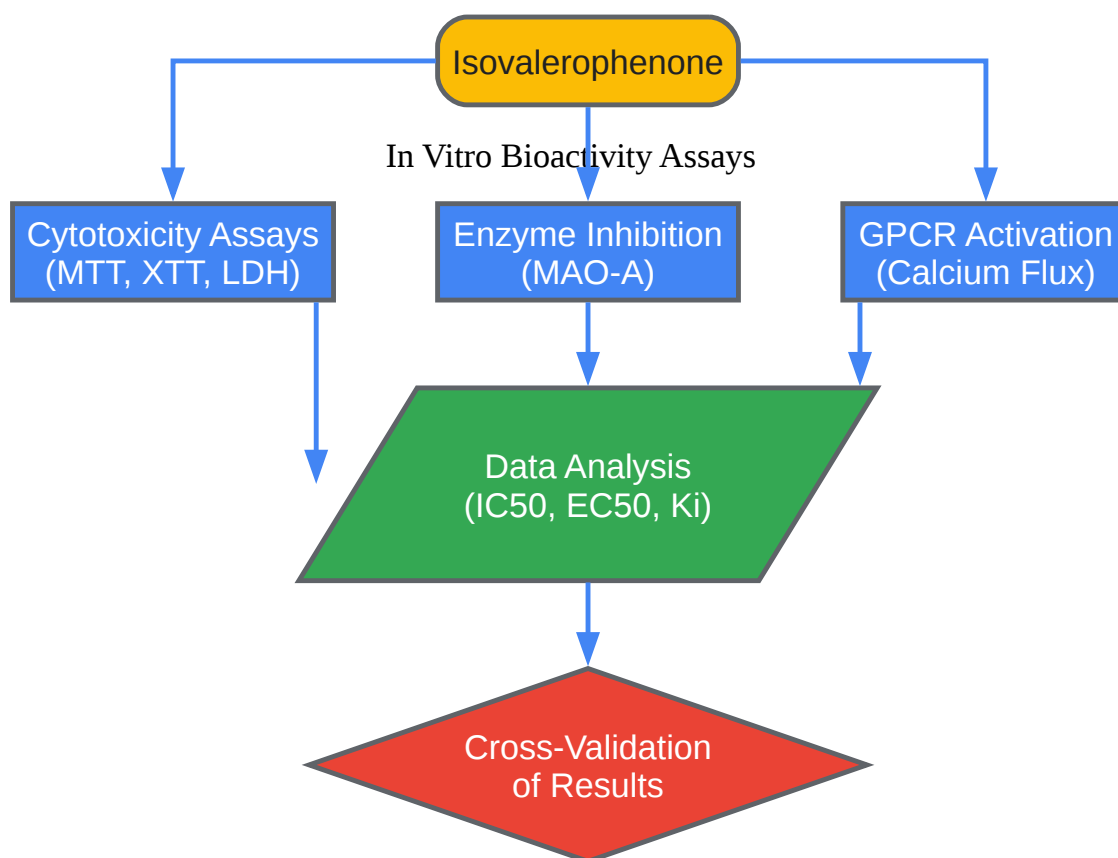 Isovalerophenone
In Vitro Bioactivity Assays
Cytotoxicity Assays
(MTT, XTT, LDH)
Enzyme Inhibition
(MAO-A)
GPCR Activation
(Calcium Flux)
Data Analysis
(IC50, EC50, Ki)
Cross-Validation
of Results